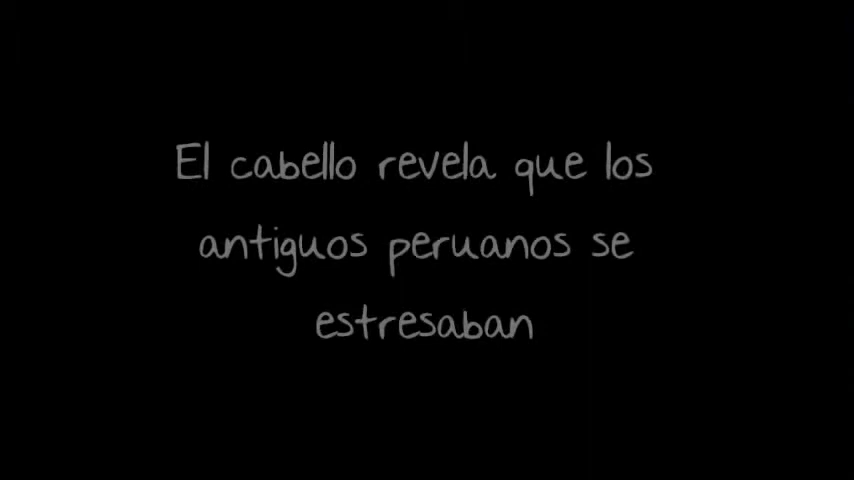 El cabello revela que los
antiguos peruanos se
estresaban